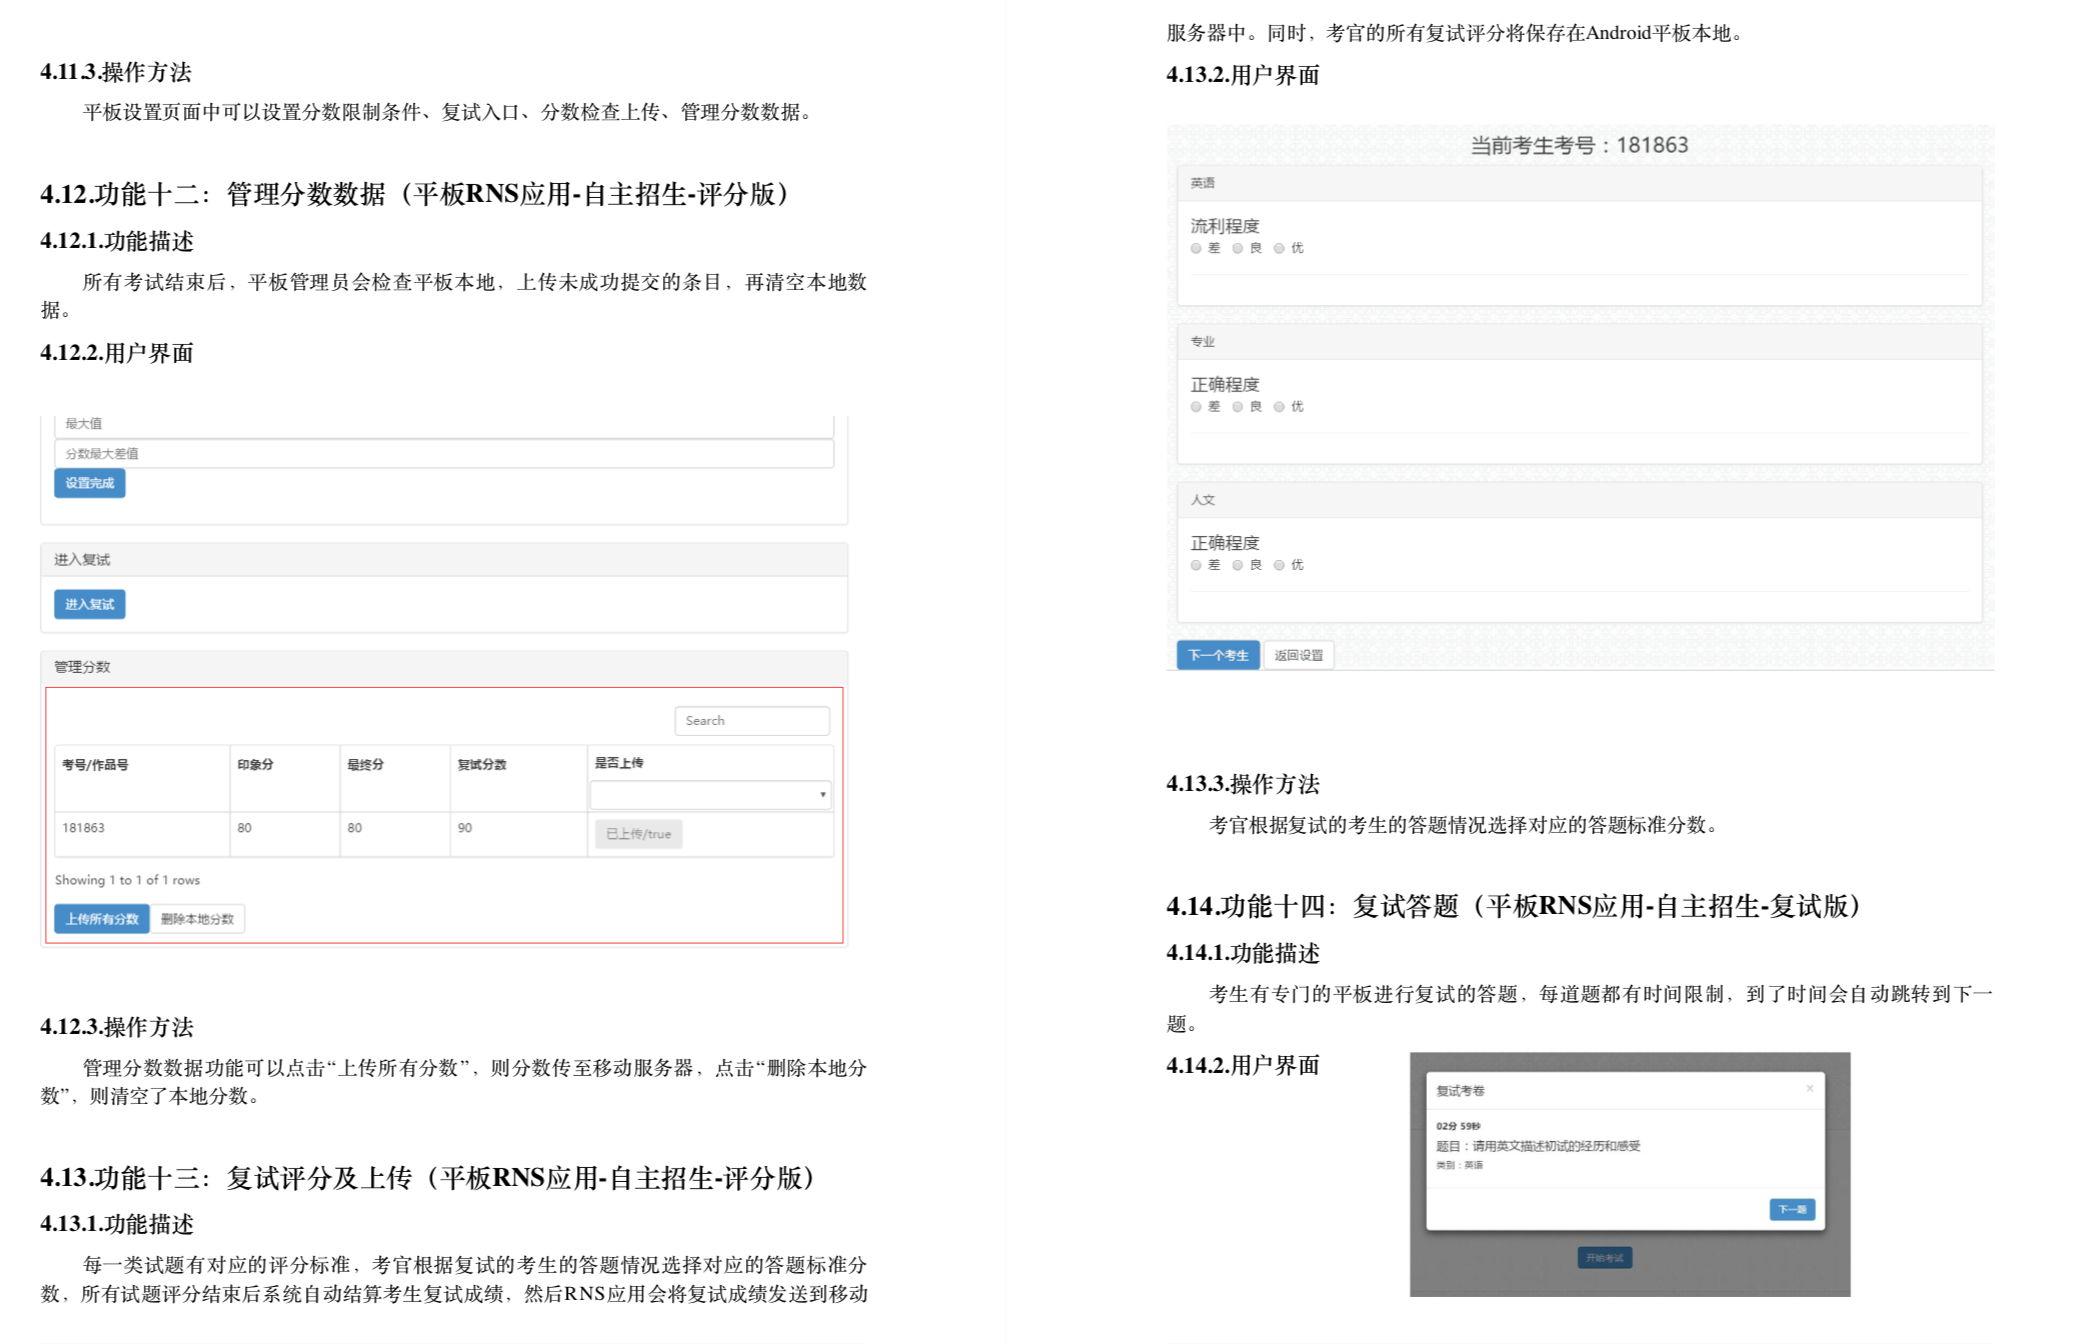 4.11.3.操作方法
平板设置页面中可以设置分数限制条件、复试入口、分数检查上传、管理分数数据。
4.12.功能十二：管理分数数据（平板RNS应用-自主招生-评分版）
4.12.1.功能描述
所有考试结束后，平板管理员会检查平板本地，上传未成功提交的条目，再清空本地数
据。
4.12.2.用户界面
最大值
分数最大差值
设置完成
进入复试
进入复试
管理分数
Search
考号/作品号 印象分 最终分 复试分数 是否上传
181863 80 80 90 已上传/true
Showing 1 to 1 of 1 rows
上传所有分数 删除本地分数
4.12.3.操作方法
管理分数数据功能可以点击“上传所有分数”，则分数传至移动服务器，点击“删除本地分
数”，则清空了本地分数。
4.13.功能十三：复试评分及上传（平板RNS应用-自主招生-评分版）
4.13.1.功能描述
每一类试题有对应的评分标准，考官根据复试的考生的答题情况选择对应的答题标准分
数，所有试题评分结束后系统自动结算考生复试成绩，然后RNS应用会将复试成绩发送到移动
服务器中。同时，考官的所有复试评分将保存在Android平板本地。
4.13.2.用户界面
当前考生考号：181863
英语
流利程度
差 良 优
专业
正确程度
差 良 优
人文
正确程度
差 良 优
下一个考生 返回设置
4.13.3.操作方法
考官根据复试的考生的答题情况选择对应的答题标准分数。
4.14.功能十四：复试答题（平板RNS应用-自主招生-复试版）
4.14.1.功能描述
考生有专门的平板进行复试的答题，每道题都有时间限制，到了时间会自动跳转到下一
题。
4.14.2.用户界面
复试考卷 ×
02分 59秒
题目：请用英文描述初试的经历和感受
类别：英语
下一题
开始考试